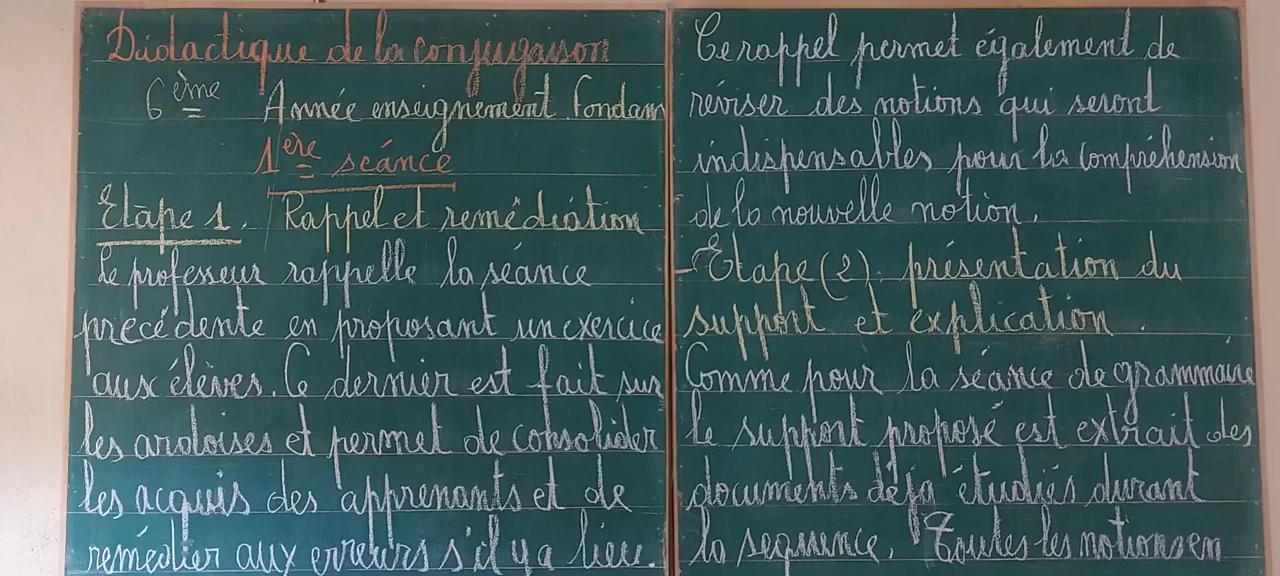 Didactique de la conjugaison
6ème Année enseignement Fondam
1ère séance
Etape 1. Rappel et remédiation
Le professeur rappelle la séance
précédente en proposant un exercice
aux élèves. Ce dernier est fait sur
les ardoises et permet de consolider
les acquis des apprenants et de
remédier aux erreurs s'il y a lieu.
Ce rappel permet également de
réviser des notions qui seront
indispensables pour la compréhension
de la nouvelle notion.
- Etape (2). présentation du
support et explication.
Comme pour la séance de grammaire
le support proposé est extrait des
documents déjà étudiés durant
la sequence. Toutes les notions en